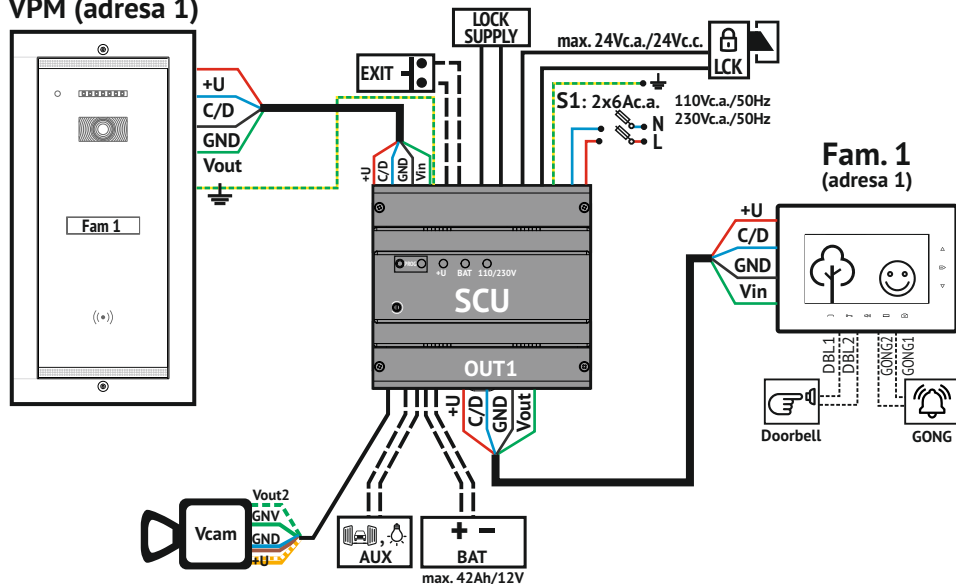 VPM (adresa 1)
+U
C/D
GND
Vout
Fam 1
EXIT
LOCK
SUPPLY
max. 24Vc.a./24Vc.c.
LCK
S1: 2x6Ac.a.
110Vc.a./50Hz
230Vc.a./50Hz
N
L
+U
C/D
GND
Vin
+U
BAT
110/230V
SCU
OUT1
+U
C/D
GND
Vout
Fam. 1
(adresa 1)
+U
C/D
GND
Vin
DBL1
DBL2
GONG2
GONG1
Doorbell
GONG
Vcam
Vout2
GNV
GND
+U
,
AUX
+ -
BAT
max. 42Ah/12V